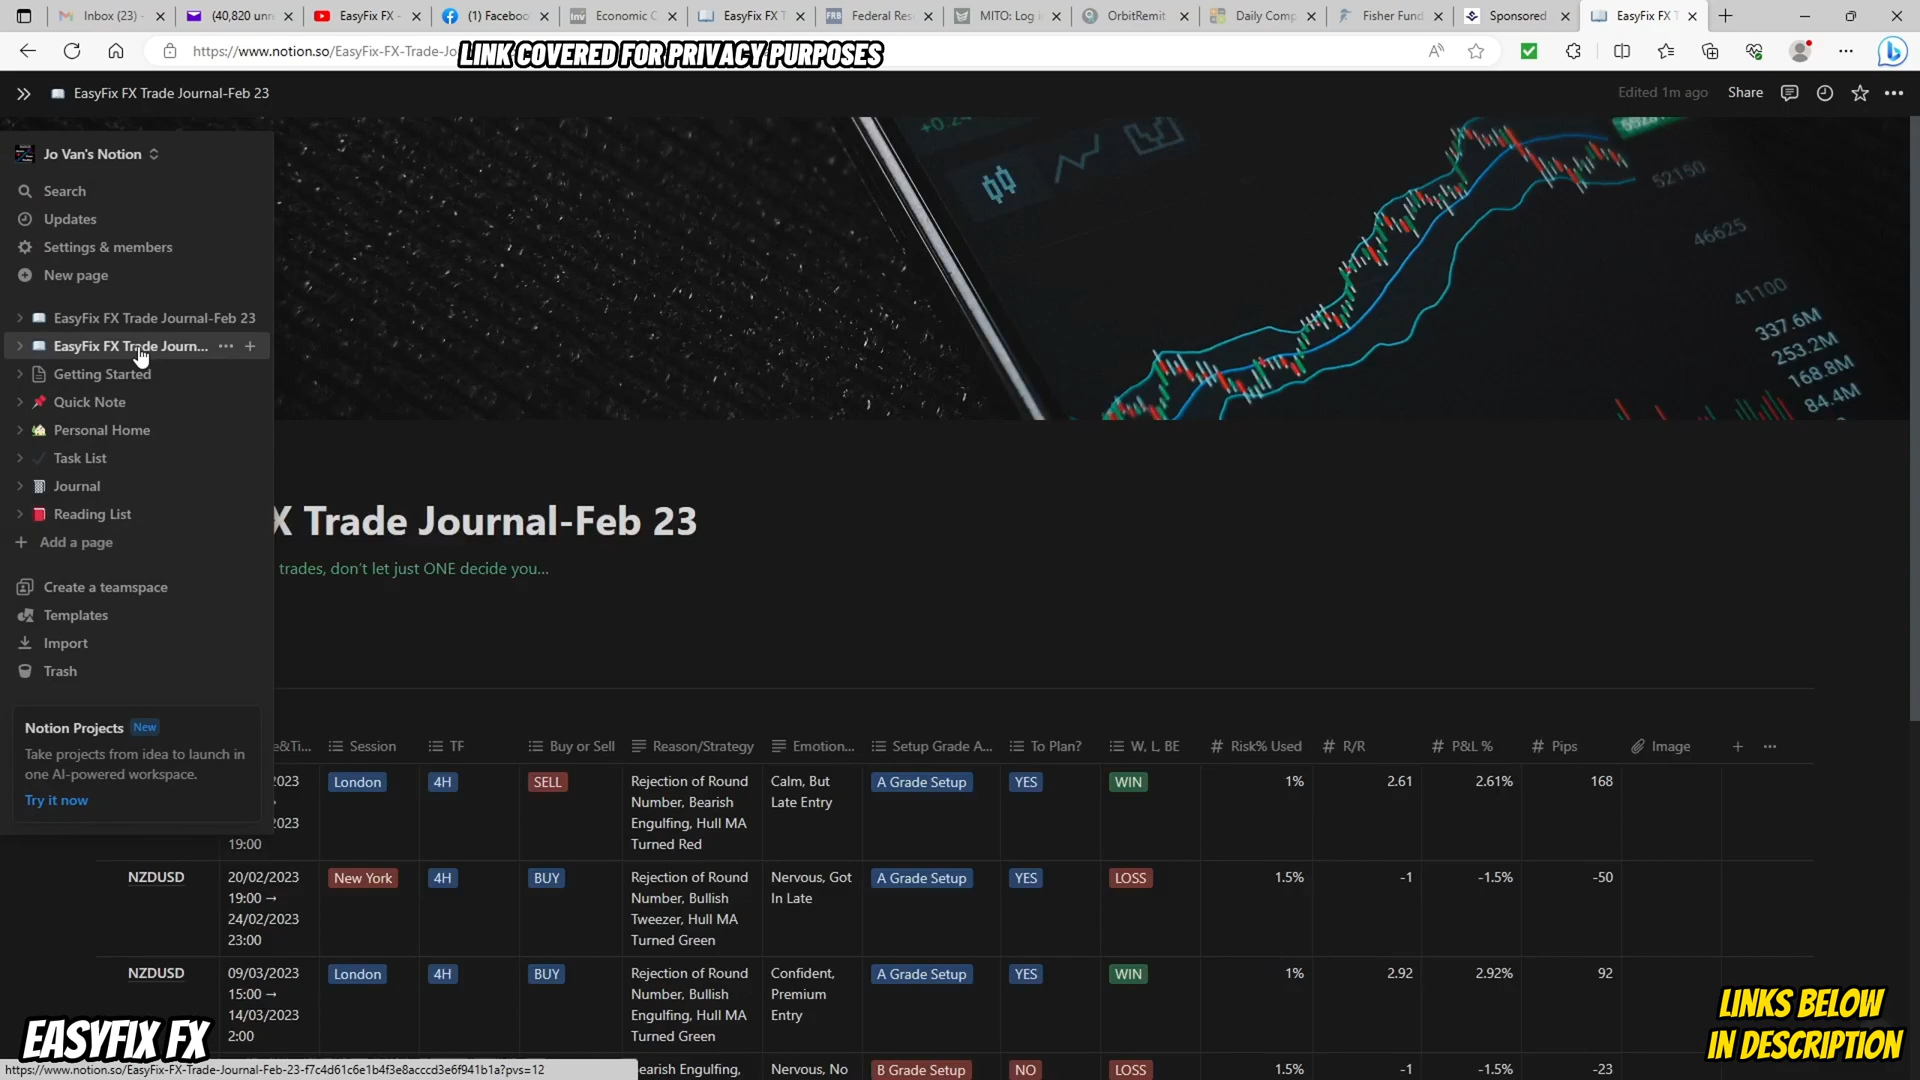 Inbox (23) -
(40,820 unr
EasyFix FX -
(1) Faceboo
Economic C
EasyFix FX T
Federal Res
MITO: Log i
OrbitRemit
Daily Comp
Fisher Fund
Sponsored
EasyFix FX T
https://www.notion.so/EasyFix-FX-Trade-Jo
LINK COVERED FOR PRIVACY PURPOSES
EasyFix FX Trade Journal-Feb 23
Edited 1m ago
Share
Jo Van's Notion
Search
Updates
Settings & members
New page
EasyFix FX Trade Journal-Feb 23
EasyFix FX Trade Journ...
Getting Started
Quick Note
Personal Home
Task List
Journal
Reading List
Add a page
Create a teamspace
Templates
Import
Trash
Notion Projects New
Take projects from idea to launch in
one AI-powered workspace.
Try it now
52150
46625
41100
337.6M
253.2M
168.8M
84.4M
X Trade Journal-Feb 23
trades, don't let just ONE decide you...
e&Ti... Session TF Buy or Sell Reason/Strategy Emotion... Setup Grade A... To Plan? W, L, BE Risk% Used R/R P&L % Pips Image
2023 London 4H SELL Rejection of Round Calm, But A Grade Setup YES WIN 1% 2.61 2.61% 168
Number, Bearish Late Entry
2023 Engulfing, Hull MA
19:00 Turned Red
NZDUSD 20/02/2023 New York 4H BUY Rejection of Round Nervous, Got A Grade Setup YES LOSS 1.5% -1 -1.5% -50
19:00 → Number, Bullish In Late
24/02/2023 Tweezer, Hull MA
23:00 Turned Green
NZDUSD 09/03/2023 London 4H BUY Rejection of Round Confident, A Grade Setup YES WIN 1% 2.92 2.92% 92
15:00 → Number, Bullish Premium
14/03/2023 Engulfing, Hull MA Entry
2:00 Turned Green
earish Engulfing, Nervous, No B Grade Setup NO LOSS 1.5% -1 -1.5% -23
EASYFIX FX
LINKS BELOW
IN DESCRIPTION
https://www.notion.so/EasyFix-FX-Trade-Journal-Feb-23-f7c4d61c6e1b4f3e8acccd3e6f941b1a?pvs=12